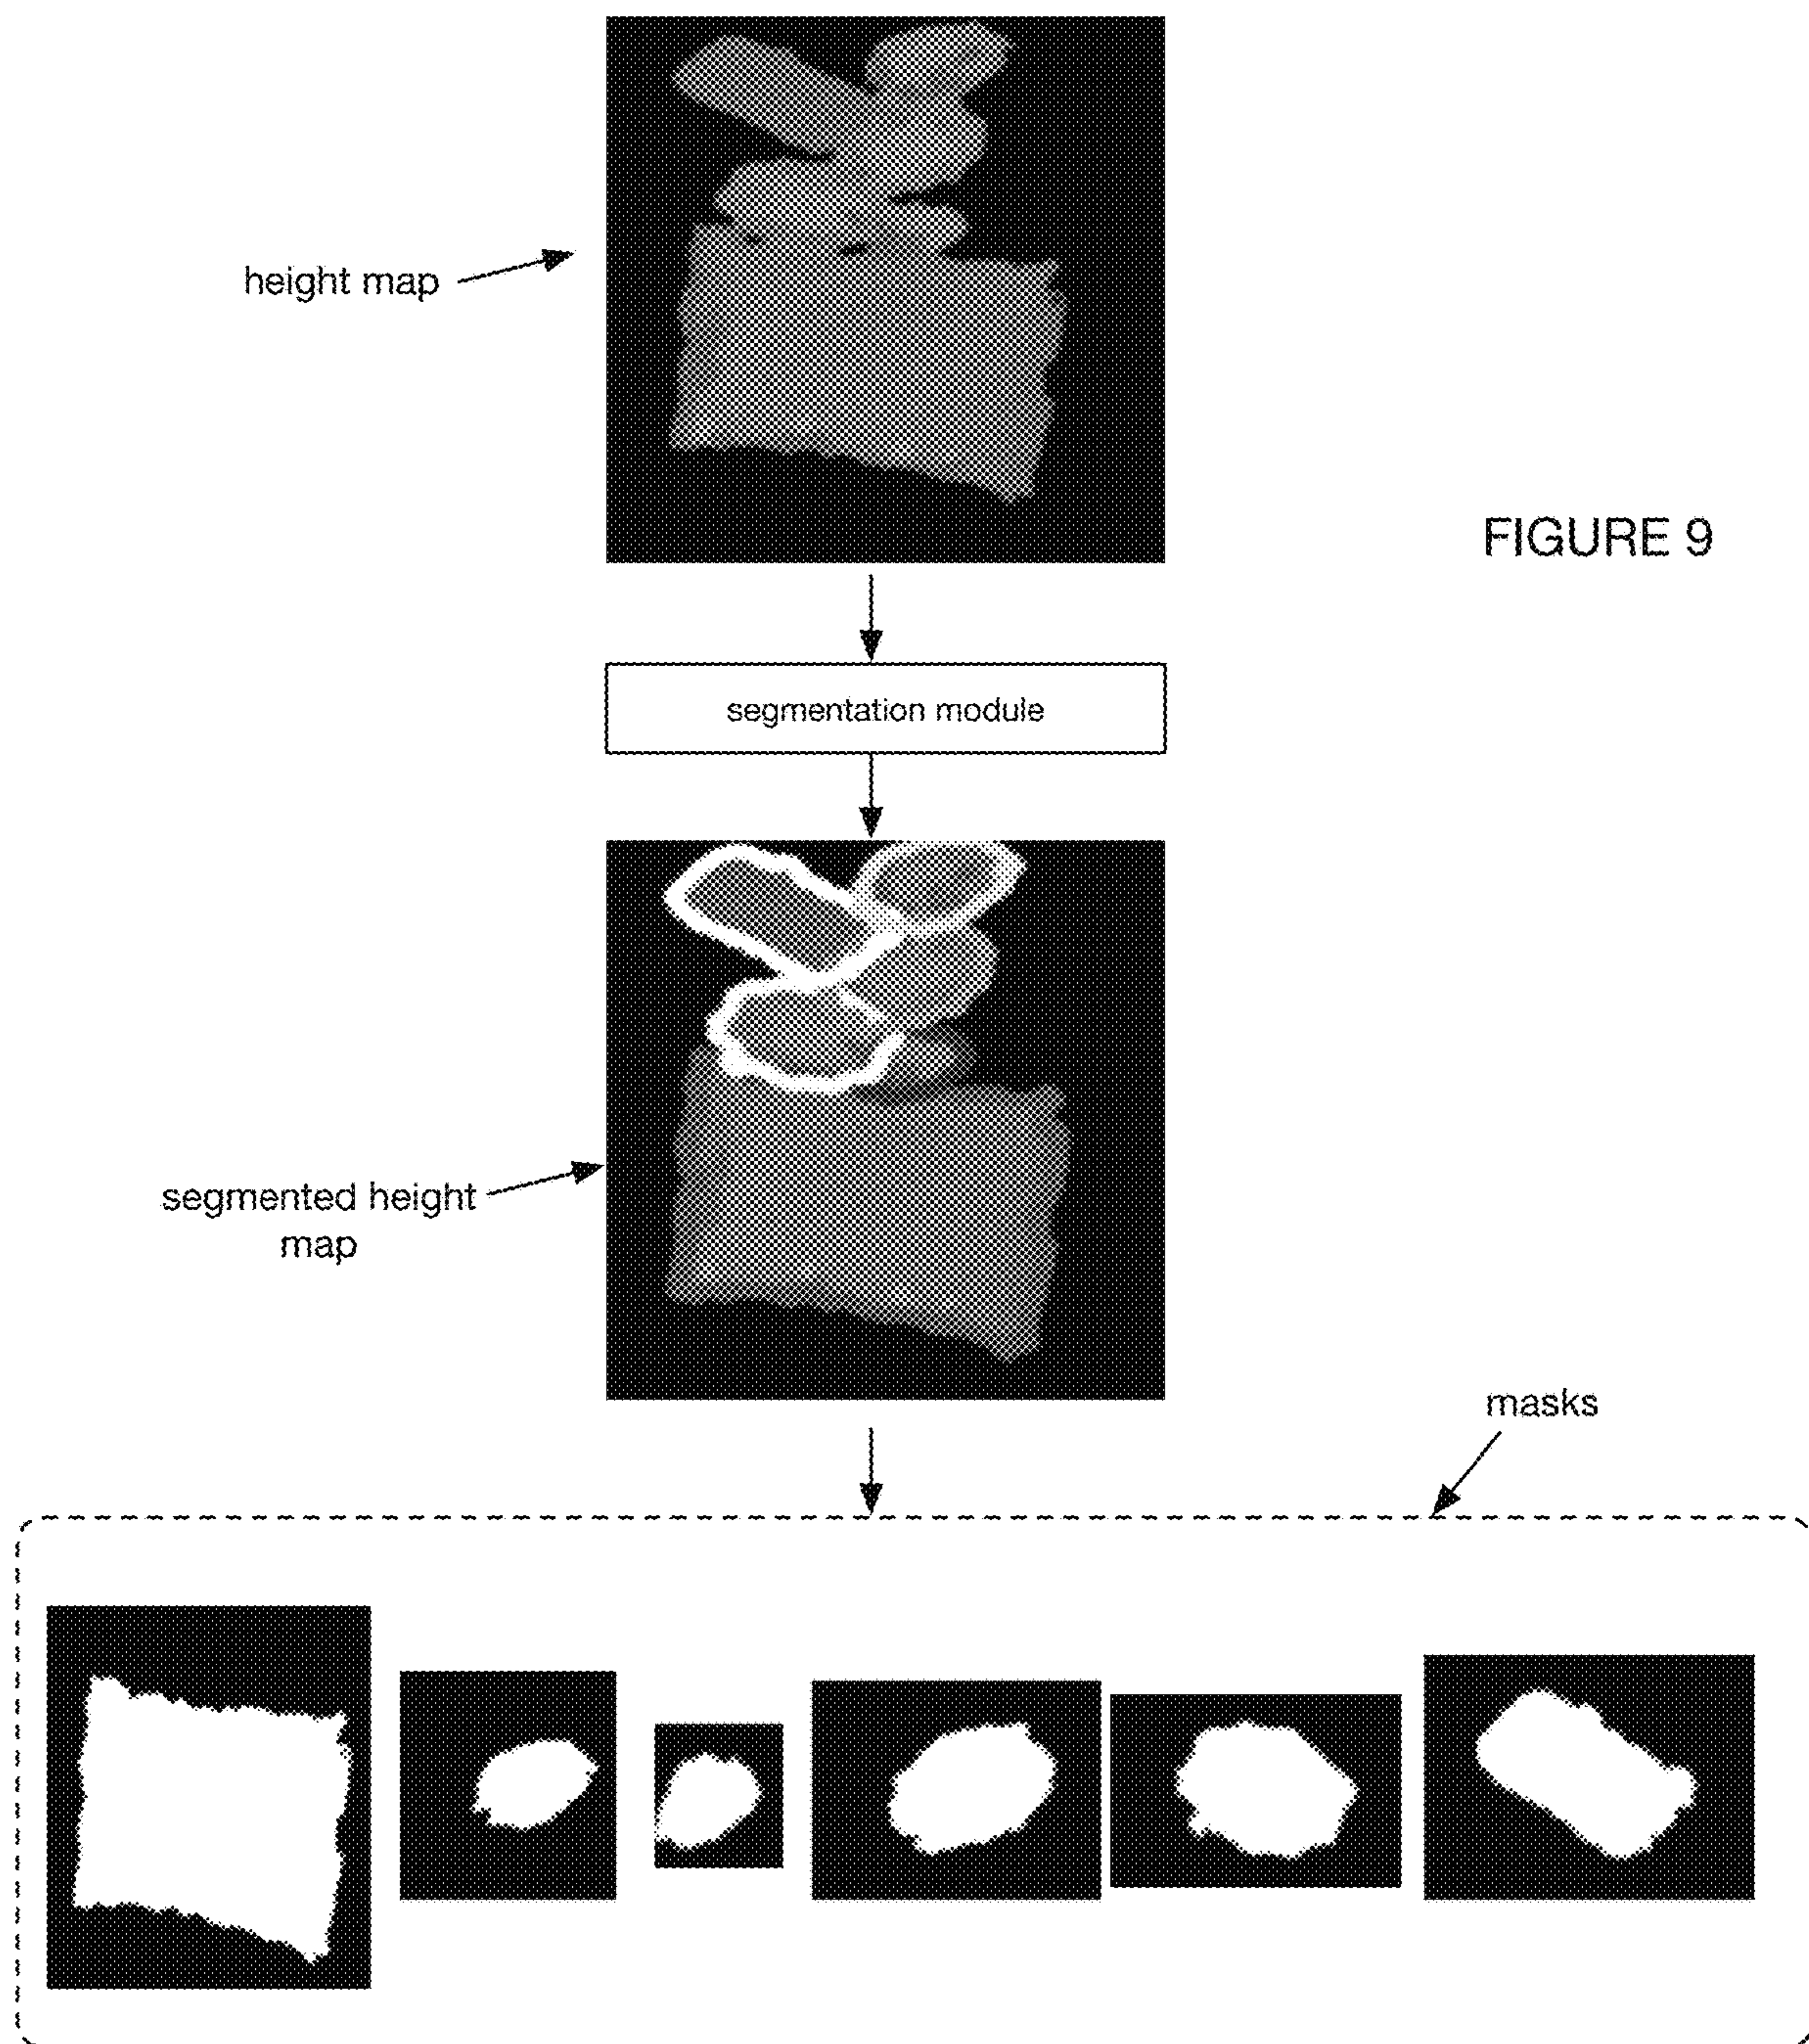 height map
FIGURE 9
segmentation module
segmented height
map
masks